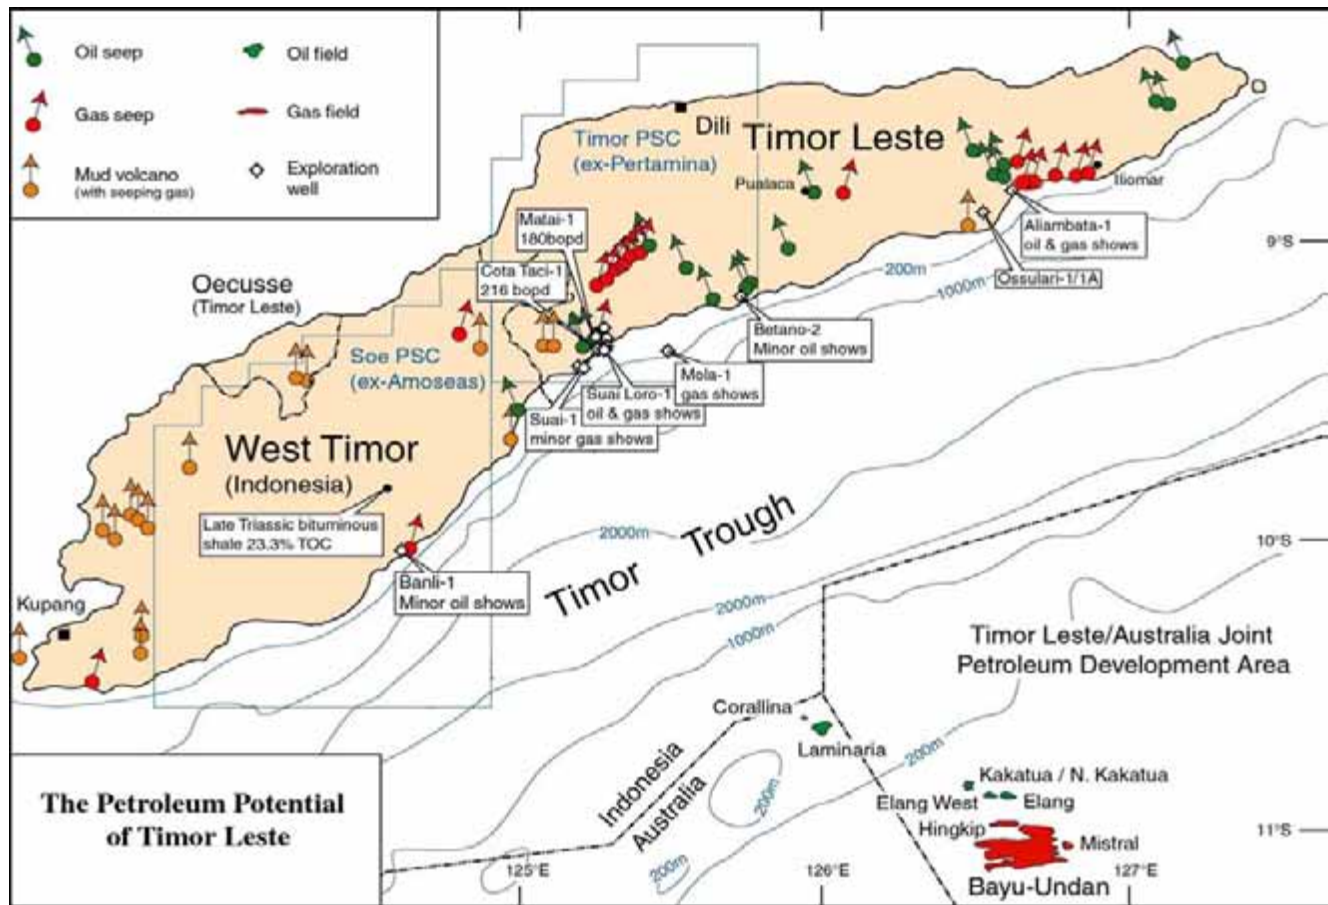 Oil seep
Oil field
Gas seep
Gas field
Mud volcano
(with seeping gas)
Exploration
well
Timor PSC
(ex-Pertamina)
Dili
Timor Leste
Pualaca
Iliomar
Matai-1
180bopd
Aliambata-1
oil & gas shows
9°S
Cota Taci-1
216 bopd
Oecusse
(Timor Leste)
200m
1000m
Ossulari-1/1A
Betano-2
Minor oil shows
Soe PSC
(ex-Amoseas)
Mola-1
gas shows
Suai Loro-1
oil & gas shows
Suai-1
minor gas shows
West Timor
(Indonesia)
Late Triassic bituminous
shale 23.3% TOC
2000m
Timor Trough
10°S
Banli-1
Minor oil shows
Kupang
2000m
1000m
Timor Leste/Australia Joint
Petroleum Development Area
Corallina
Laminaria
200m
Indonesia
Australia
200m
200m
Kakatua / N. Kakatua
Elang West
Elang
Hingkip
Mistral
Bayu-Undan
11°S
125°E
126°E
127°E
The Petroleum Potential
of Timor Leste